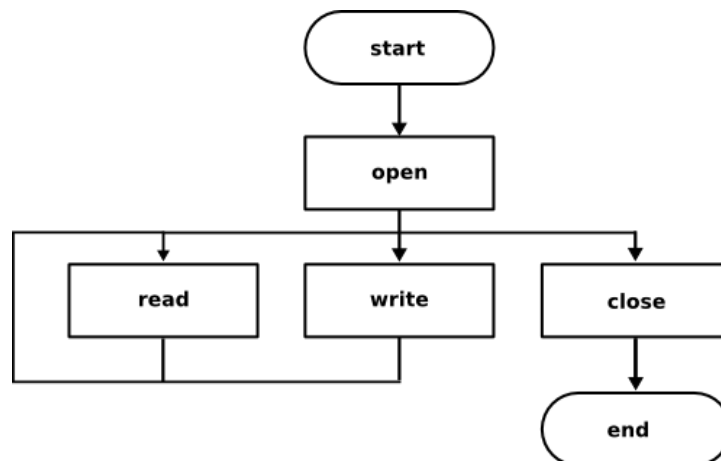 start
open
read
write
close
end